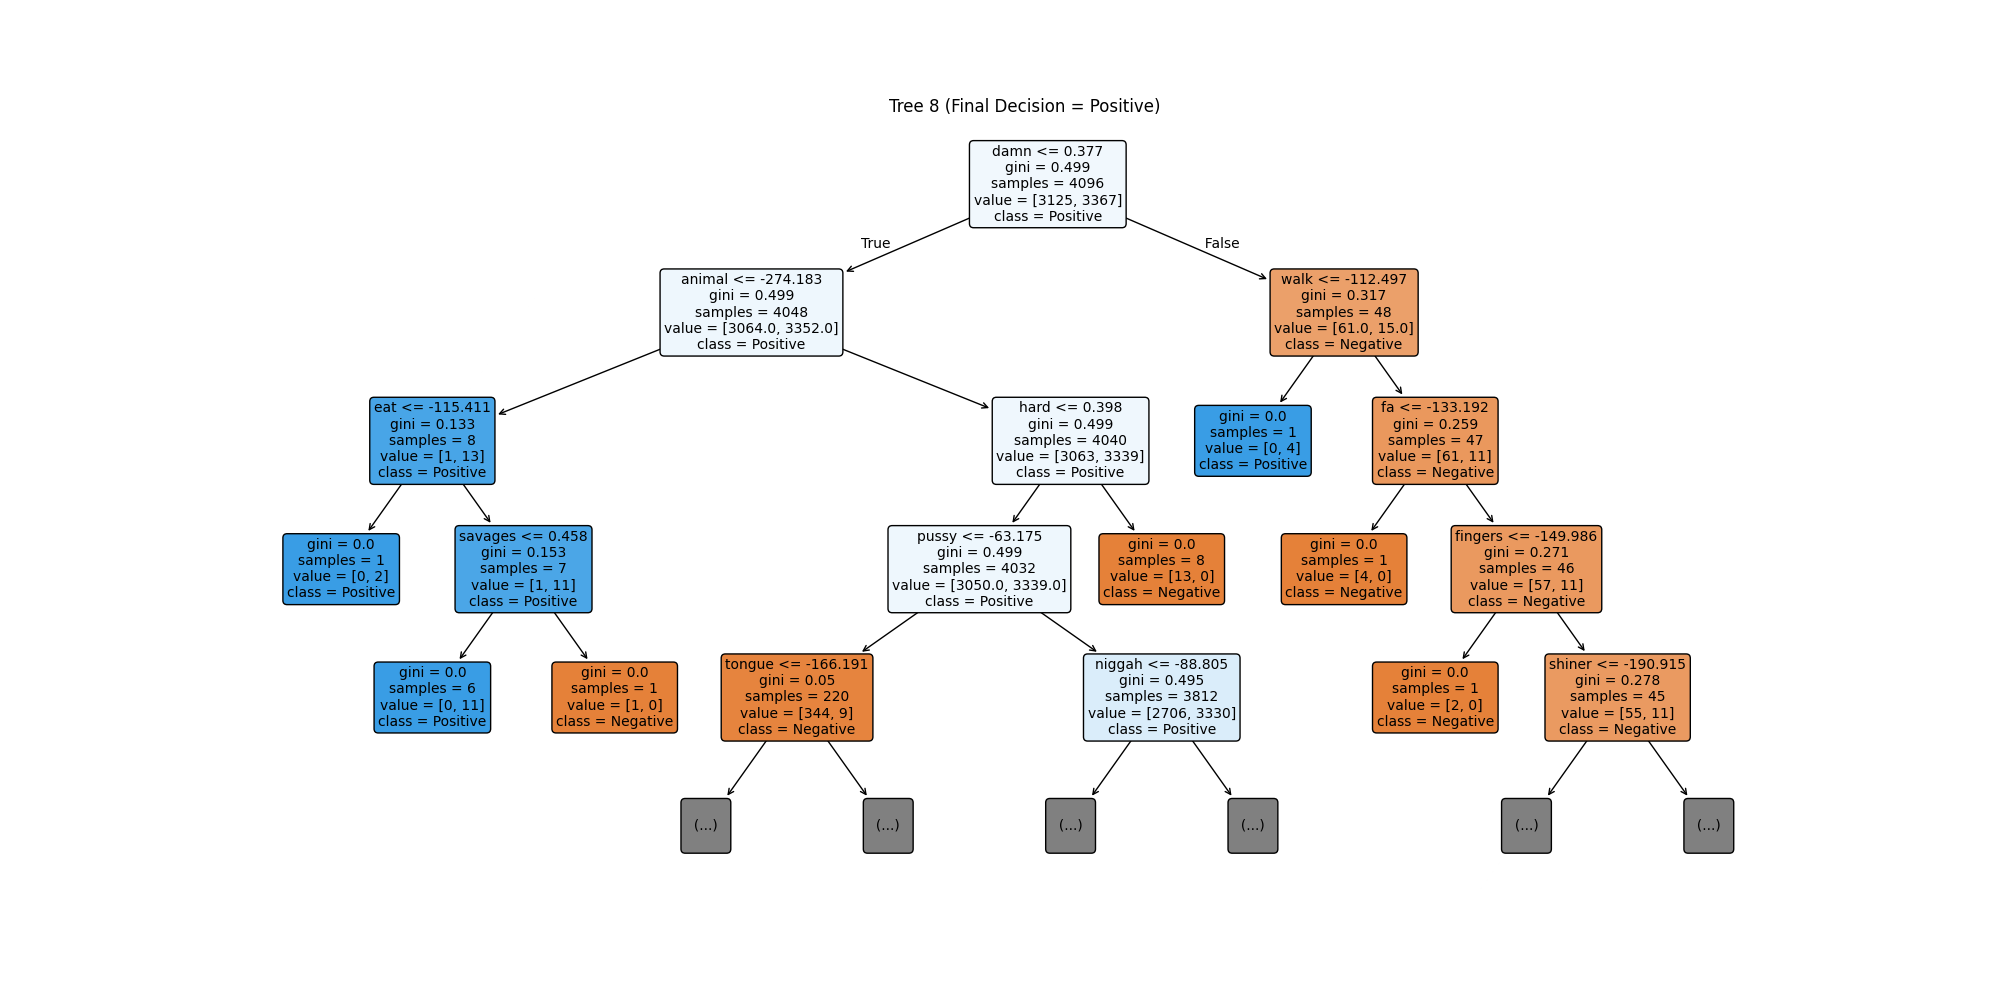 Tree 8 (Final Decision = Positive)
damn <= 0.377
gini = 0.499
samples = 4096
value = [3125, 3367]
class = Positive
True
False
animal <= -274.183
gini = 0.499
samples = 4048
value = [3064.0, 3352.0]
class = Positive
walk <= -112.497
gini = 0.317
samples = 48
value = [61.0, 15.0]
class = Negative
eat <= -115.411
gini = 0.133
samples = 8
value = [1, 13]
class = Positive
hard <= 0.398
gini = 0.499
samples = 4040
value = [3063, 3339]
class = Positive
gini = 0.0
samples = 1
value = [0, 4]
class = Positive
fa <= -133.192
gini = 0.259
samples = 47
value = [61, 11]
class = Negative
gini = 0.0
samples = 1
value = [0, 2]
class = Positive
savages <= 0.458
gini = 0.153
samples = 7
value = [1, 11]
class = Positive
pussy <= -63.175
gini = 0.499
samples = 4032
value = [3050.0, 3339.0]
class = Positive
gini = 0.0
samples = 8
value = [13, 0]
class = Negative
gini = 0.0
samples = 1
value = [4, 0]
class = Negative
fingers <= -149.986
gini = 0.271
samples = 46
value = [57, 11]
class = Negative
gini = 0.0
samples = 6
value = [0, 11]
class = Positive
gini = 0.0
samples = 1
value = [1, 0]
class = Negative
tongue <= -166.191
gini = 0.05
samples = 220
value = [344, 9]
class = Negative
niggah <= -88.805
gini = 0.495
samples = 3812
value = [2706, 3330]
class = Positive
gini = 0.0
samples = 1
value = [2, 0]
class = Negative
shiner <= -190.915
gini = 0.278
samples = 45
value = [55, 11]
class = Negative
(...)
(...)
(...)
(...)
(...)
(...)